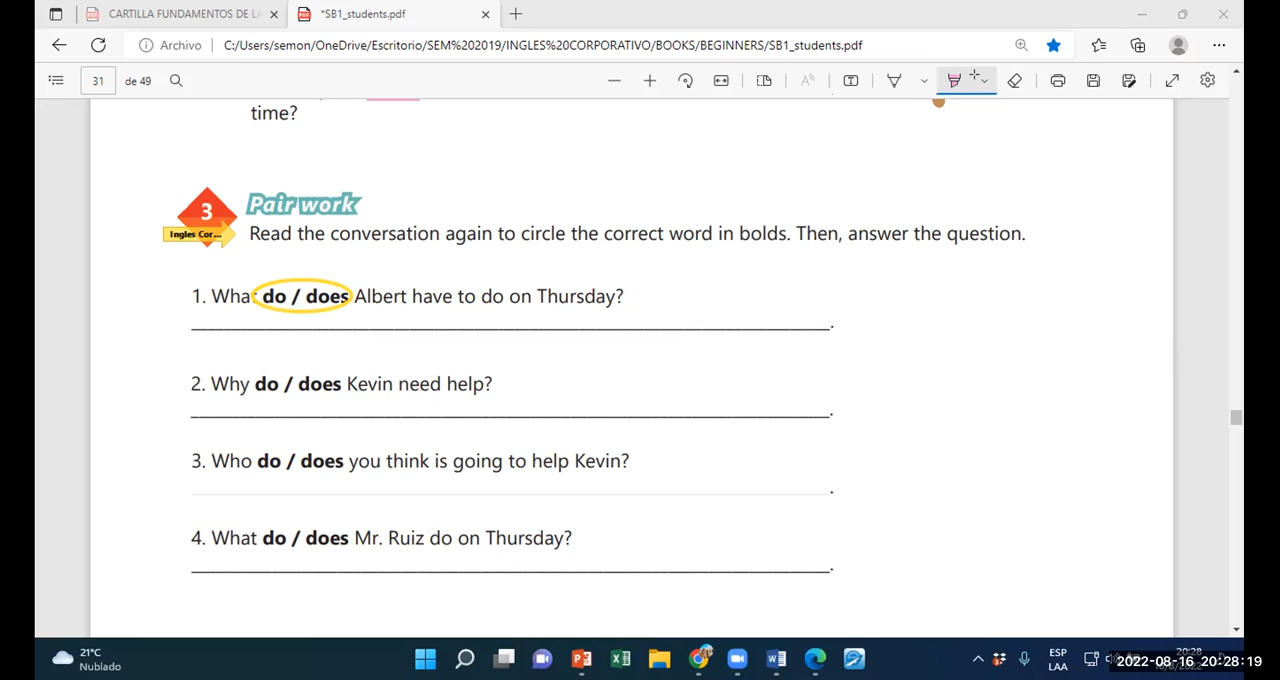 CARTILLA FUNDAMENTOS DE L
*SB1_students.pdf
Archivo
C:/Users/semon/OneDrive/Escritorio/SEM%202019/INGLES%20CORPORATIVO/BOOKS/BEGINNERS/SB1_students.pdf
31 de 49
time?
3
Pair work
Ingles Cor...
Read the conversation again to circle the correct word in bolds. Then, answer the question.
1. What do / does Albert have to do on Thursday?
2. Why do / does Kevin need help?
3. Who do / does you think is going to help Kevin?
4. What do / does Mr. Ruiz do on Thursday?
21°C
Nublado
ESP
LAA
20:28
2022-08-16 20:28:19